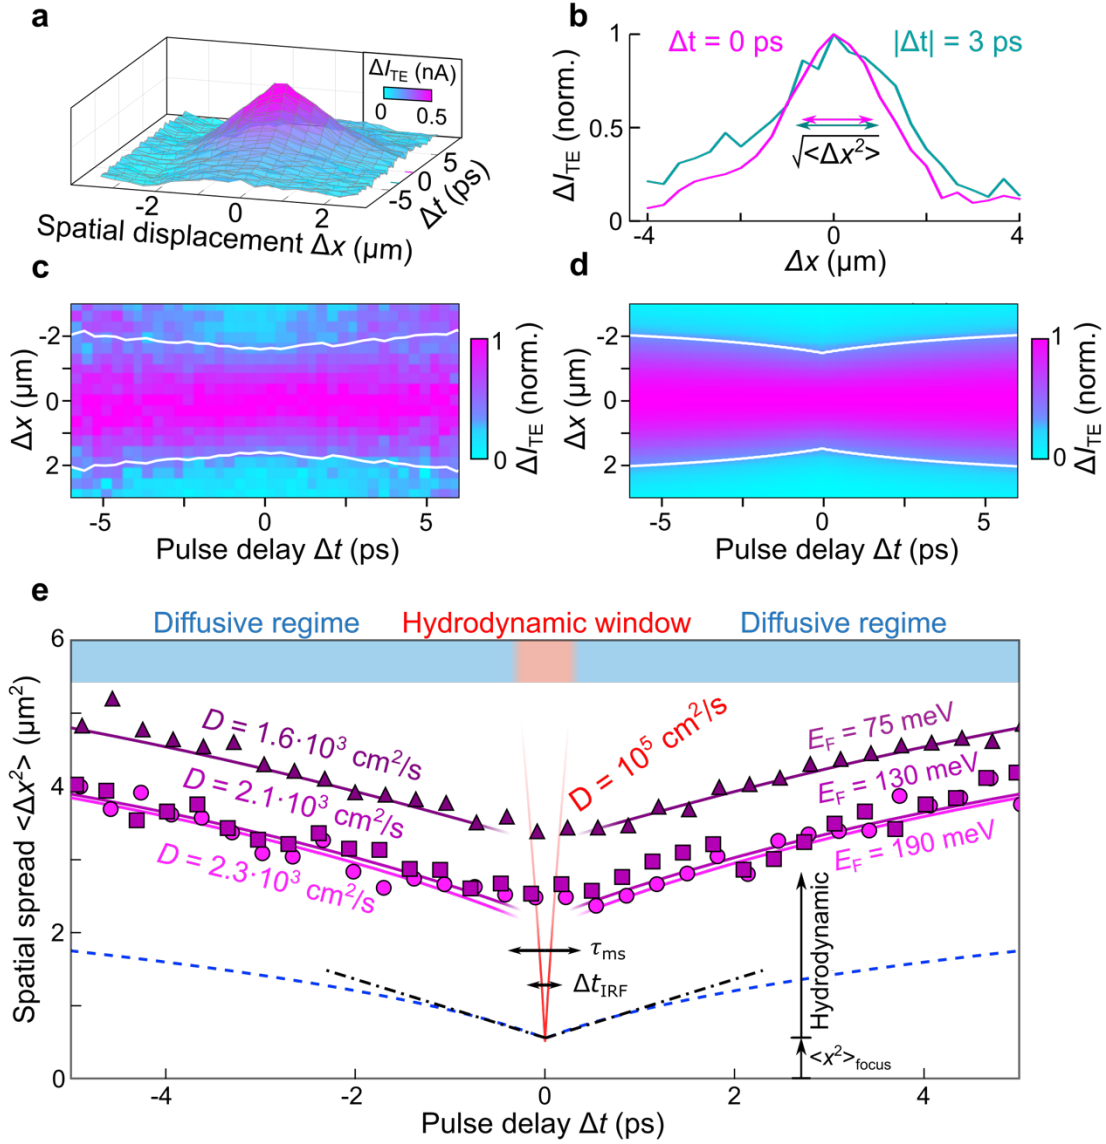 a
ΔI_TE (nA)
0 0.5
-2 0 2
Spatial displacement Δx (μm)
-5 0 5
Δt (ps)
b
Δt = 0 ps |Δt| = 3 ps
1
0.5
0
ΔI_TE (norm.)
√<Δx²>
-4 -2 0 2 4
Δx (μm)
c
-2
0
2
Δx (μm)
-5 0 5
Pulse delay Δt (ps)
1
0
ΔI_TE (norm.)
d
-2
0
2
Δx (μm)
-5 0 5
Pulse delay Δt (ps)
1
0
ΔI_TE (norm.)
e
Diffusive regime Hydrodynamic window Diffusive regime
6
4
2
0
Spatial spread <Δx²> (μm²)
D = 1.6·10³ cm²/s
D = 2.1·10³ cm²/s
D = 2.3·10³ cm²/s
D = 10⁵ cm²/s
E_F = 75 meV
E_F = 130 meV
E_F = 190 meV
τ_ms
Δt_IRF
Hydrodynamic
<x²>_focus
-4 -2 0 2 4
Pulse delay Δt (ps)